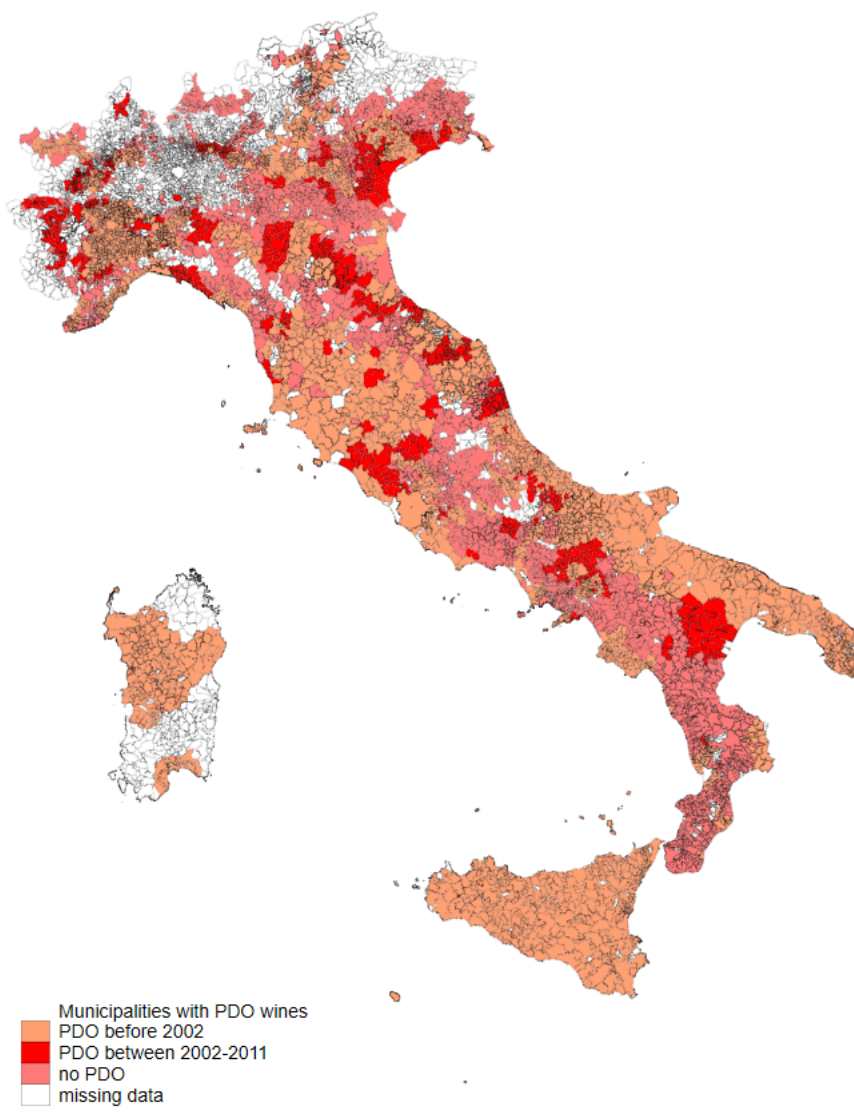 Municipalities with PDO wines
PDO before 2002
PDO between 2002-2011
no PDO
missing data